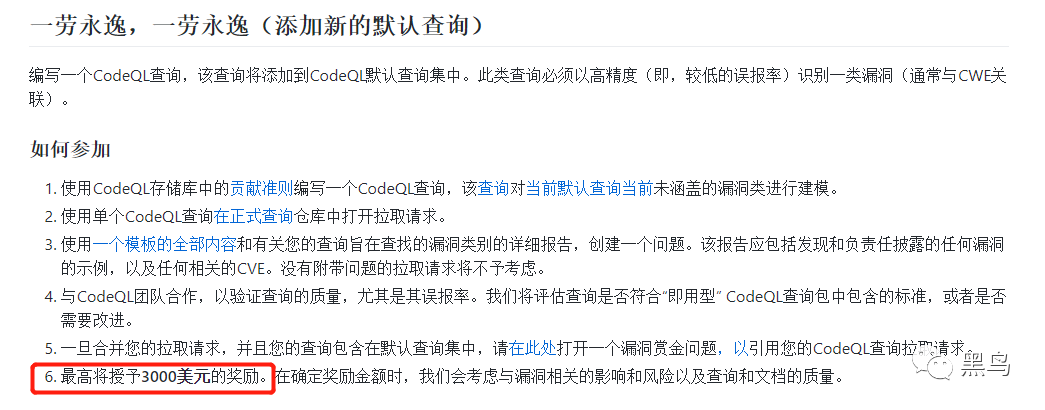 一劳永逸，一劳永逸（添加新的默认查询）
编写一个CodeQL查询，该查询将添加到CodeQL默认查询集中。此类查询必须以高精度（即，较低的误报率）识别一类漏洞（通常与CWE关
联）。
如何参加
1. 使用CodeQL存储库中的贡献准则编写一个CodeQL查询，该查询对当前默认查询当前未涵盖的漏洞类进行建模。
2. 使用单个CodeQL查询在正式查询仓库中打开拉取请求。
3. 使用一个模板的全部内容和有关您的查询旨在查找的漏洞类别的详细报告，创建一个问题。该报告应包括发现和负责任披露的任何漏洞
的示例，以及任何相关的CVE。没有附带问题的拉取请求将不予考虑。
4. 与CodeQL团队合作，以验证查询的质量，尤其是其误报率。我们将评估查询是否符合“即用型” CodeQL查询包中包含的标准，或者是否
需要改进。
5. 一旦合并您的拉取请求，并且您的查询包含在默认查询集中，请在此处打开一个漏洞赏金问题，以引用您的CodeQL查询拉取请求。
6. 最高将授予3000美元的奖励。在确定奖励金额时，我们会考虑与漏洞相关的影响和风险以及查询和文档的质量。
黑鸟